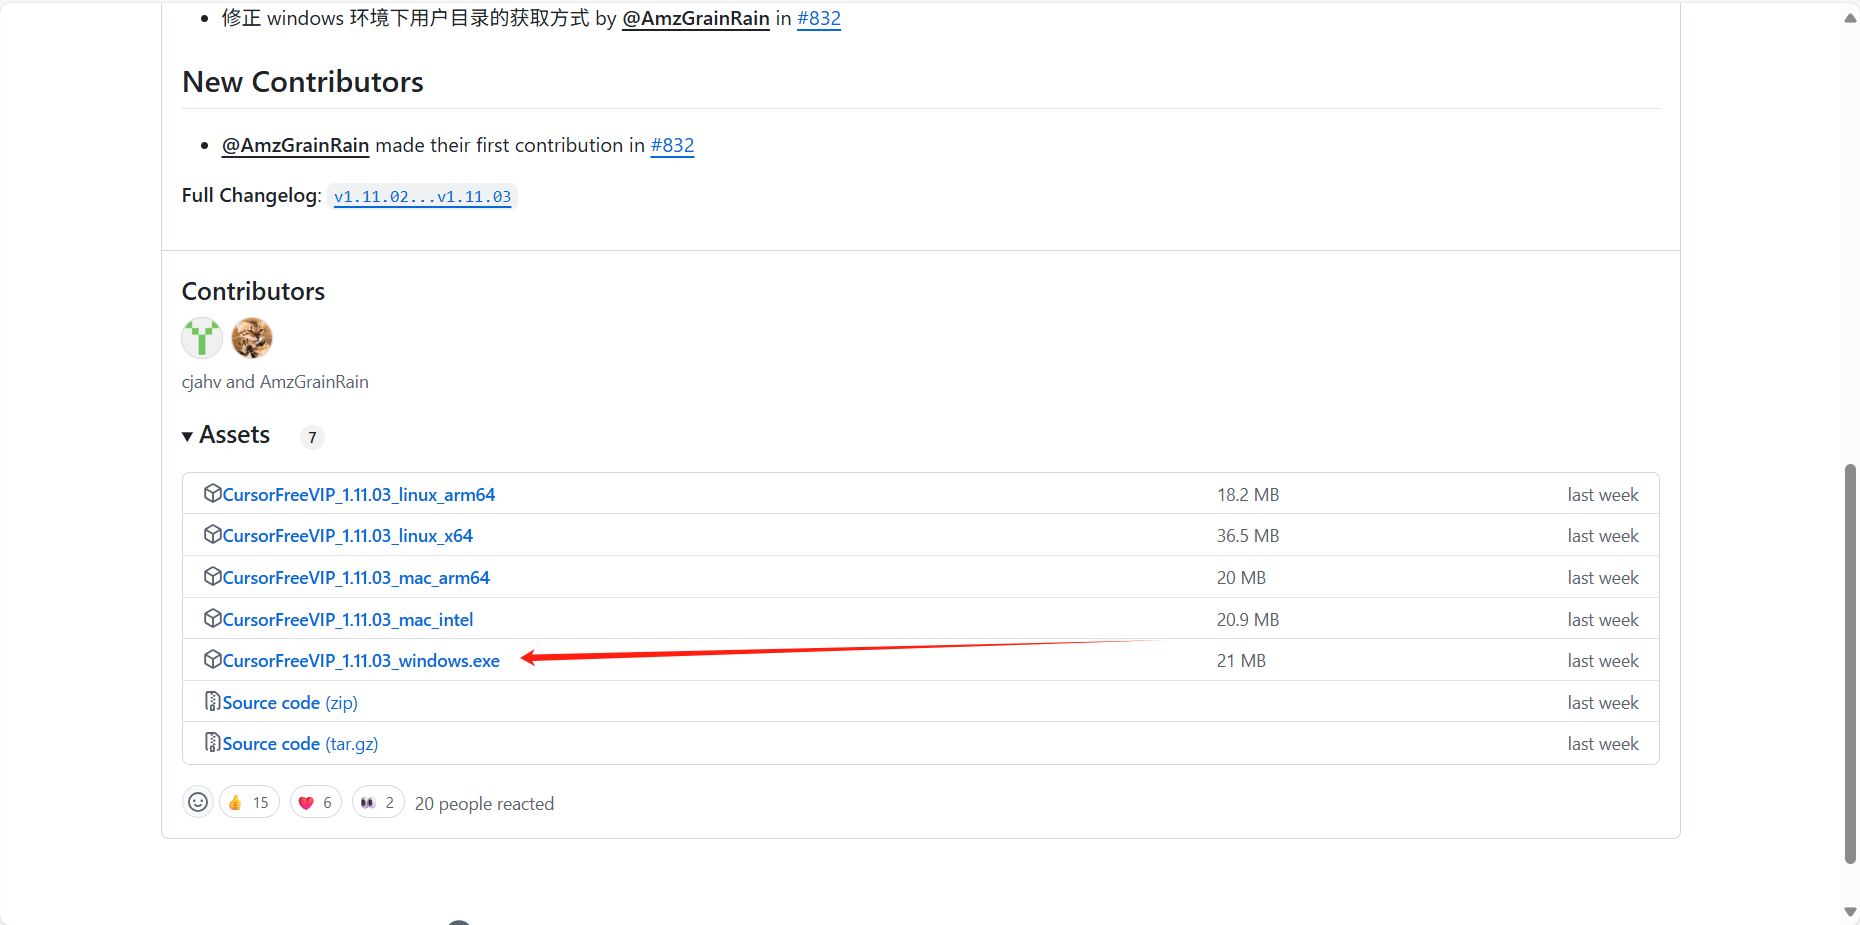 修正 windows 环境下用户目录的获取方式 by @AmzGrainRain in #832
New Contributors
@AmzGrainRain made their first contribution in #832
Full Changelog: v1.11.02...v1.11.03
Contributors
cjahv and AmzGrainRain
Assets 7
CursorFreeVIP_1.11.03_linux_arm64 18.2 MB last week
CursorFreeVIP_1.11.03_linux_x64 36.5 MB last week
CursorFreeVIP_1.11.03_mac_arm64 20 MB last week
CursorFreeVIP_1.11.03_mac_intel 20.9 MB last week
CursorFreeVIP_1.11.03_windows.exe 21 MB last week
Source code (zip) last week
Source code (tar.gz) last week
👍 15 ❤️ 6 👀 2 20 people reacted